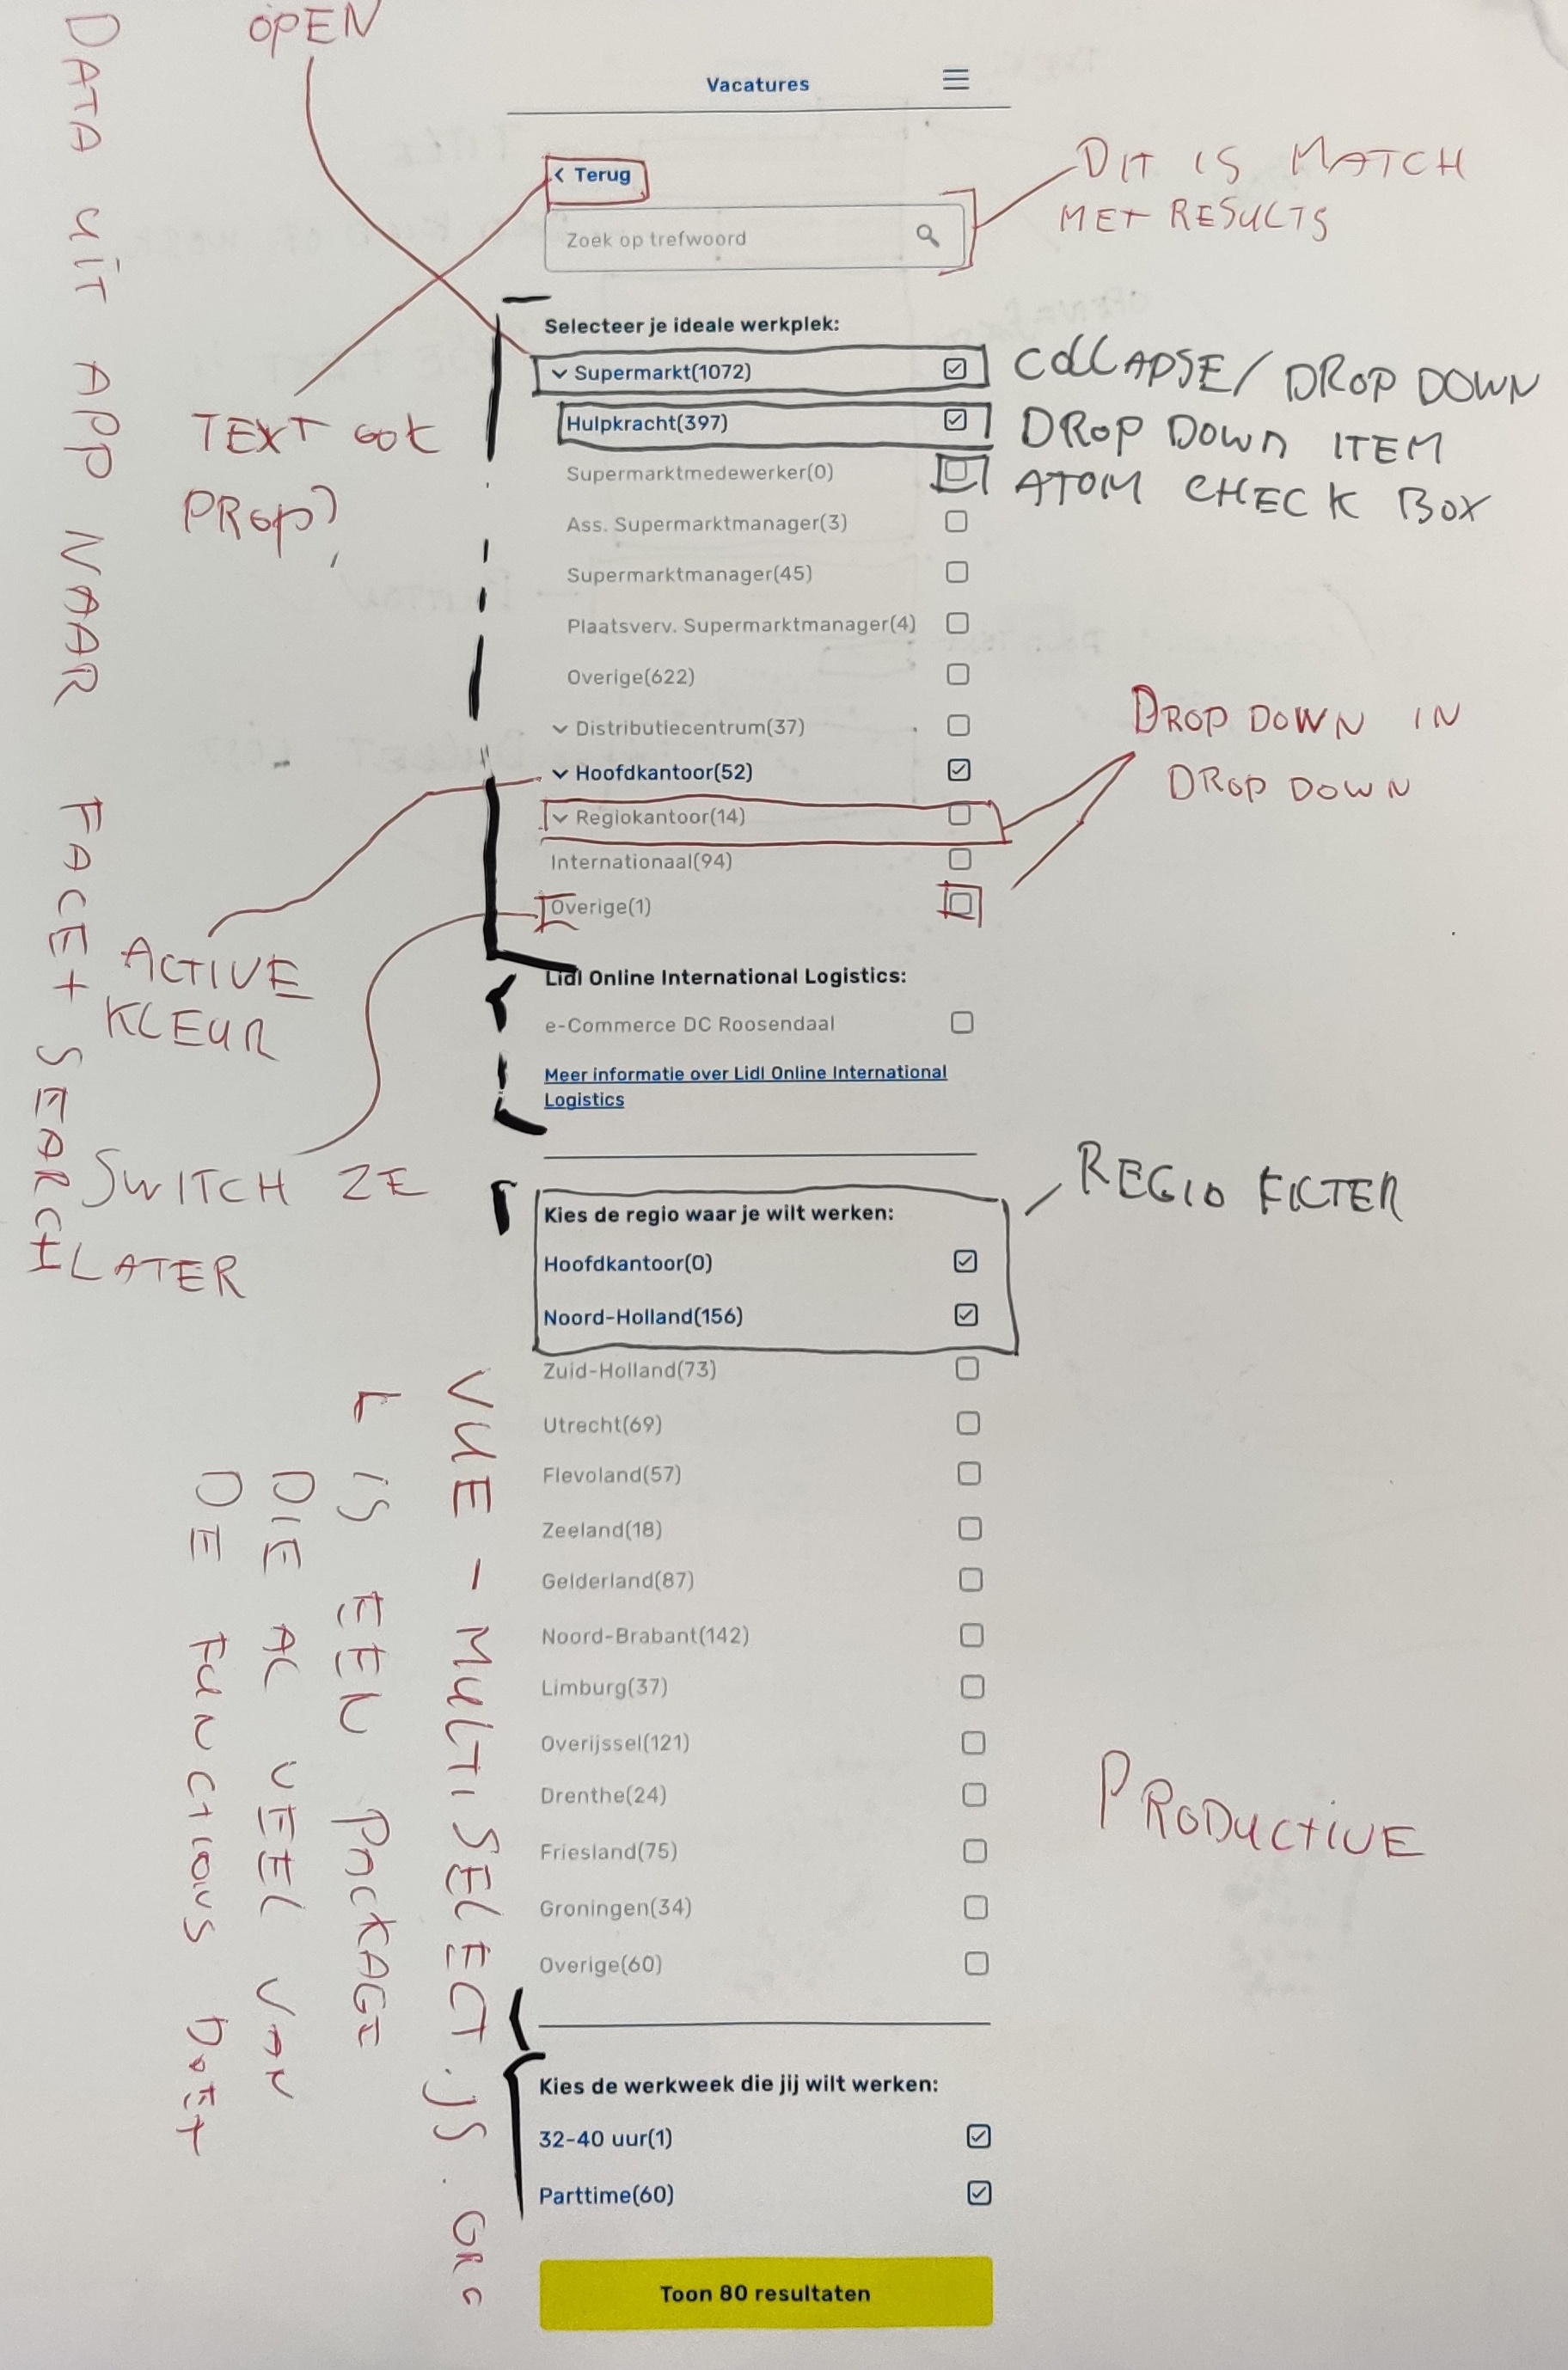 OPEN
Vacatures
< Terug
Zoek op trefwoord
DIT IS MATCH
MET RESULTS
Selecteer je ideale werkplek:
Supermarkt(1072)
COLLAPSE/DROP DOWN
Hulpkracht(397)
DROP DOWN ITEM
Supermarktmedewerker(0)
ATOM CHECK BOX
Ass. Supermarktmanager(3)
Supermarktmanager(45)
Plaatsverv. Supermarktmanager(4)
Overige(622)
Distributiecentrum(37)
Hoofdkantoor(52)
Regiokantoor(14)
Internationaal(94)
Overige(1)
TEXT OOK
PROP?
DROP DOWN IN
DROP DOWN
ACTIVE
KLEUR
SWITCH ZE
LATER
DATA UIT APP NAAR FACET SEARCH
Lidl Online International Logistics:
e-Commerce DC Roosendaal
Meer informatie over Lidl Online International
Logistics
Kies de regio waar je wilt werken:
REGIO FILTER
Hoofdkantoor(0)
Noord-Holland(156)
Zuid-Holland(73)
Utrecht(69)
Flevoland(57)
Zeeland(18)
Gelderland(87)
Noord-Brabant(142)
Limburg(37)
Overijssel(121)
Drenthe(24)
Friesland(75)
Groningen(34)
Overige(60)
VUE-MULTISELECT.JS.ORG
IS EEN PACKAGE
DIE AL VEEL VAN
DE FUNCTIONS DOET
PRODUCTIVE
Kies de werkweek die jij wilt werken:
32-40 uur(1)
Parttime(60)
Toon 80 resultaten